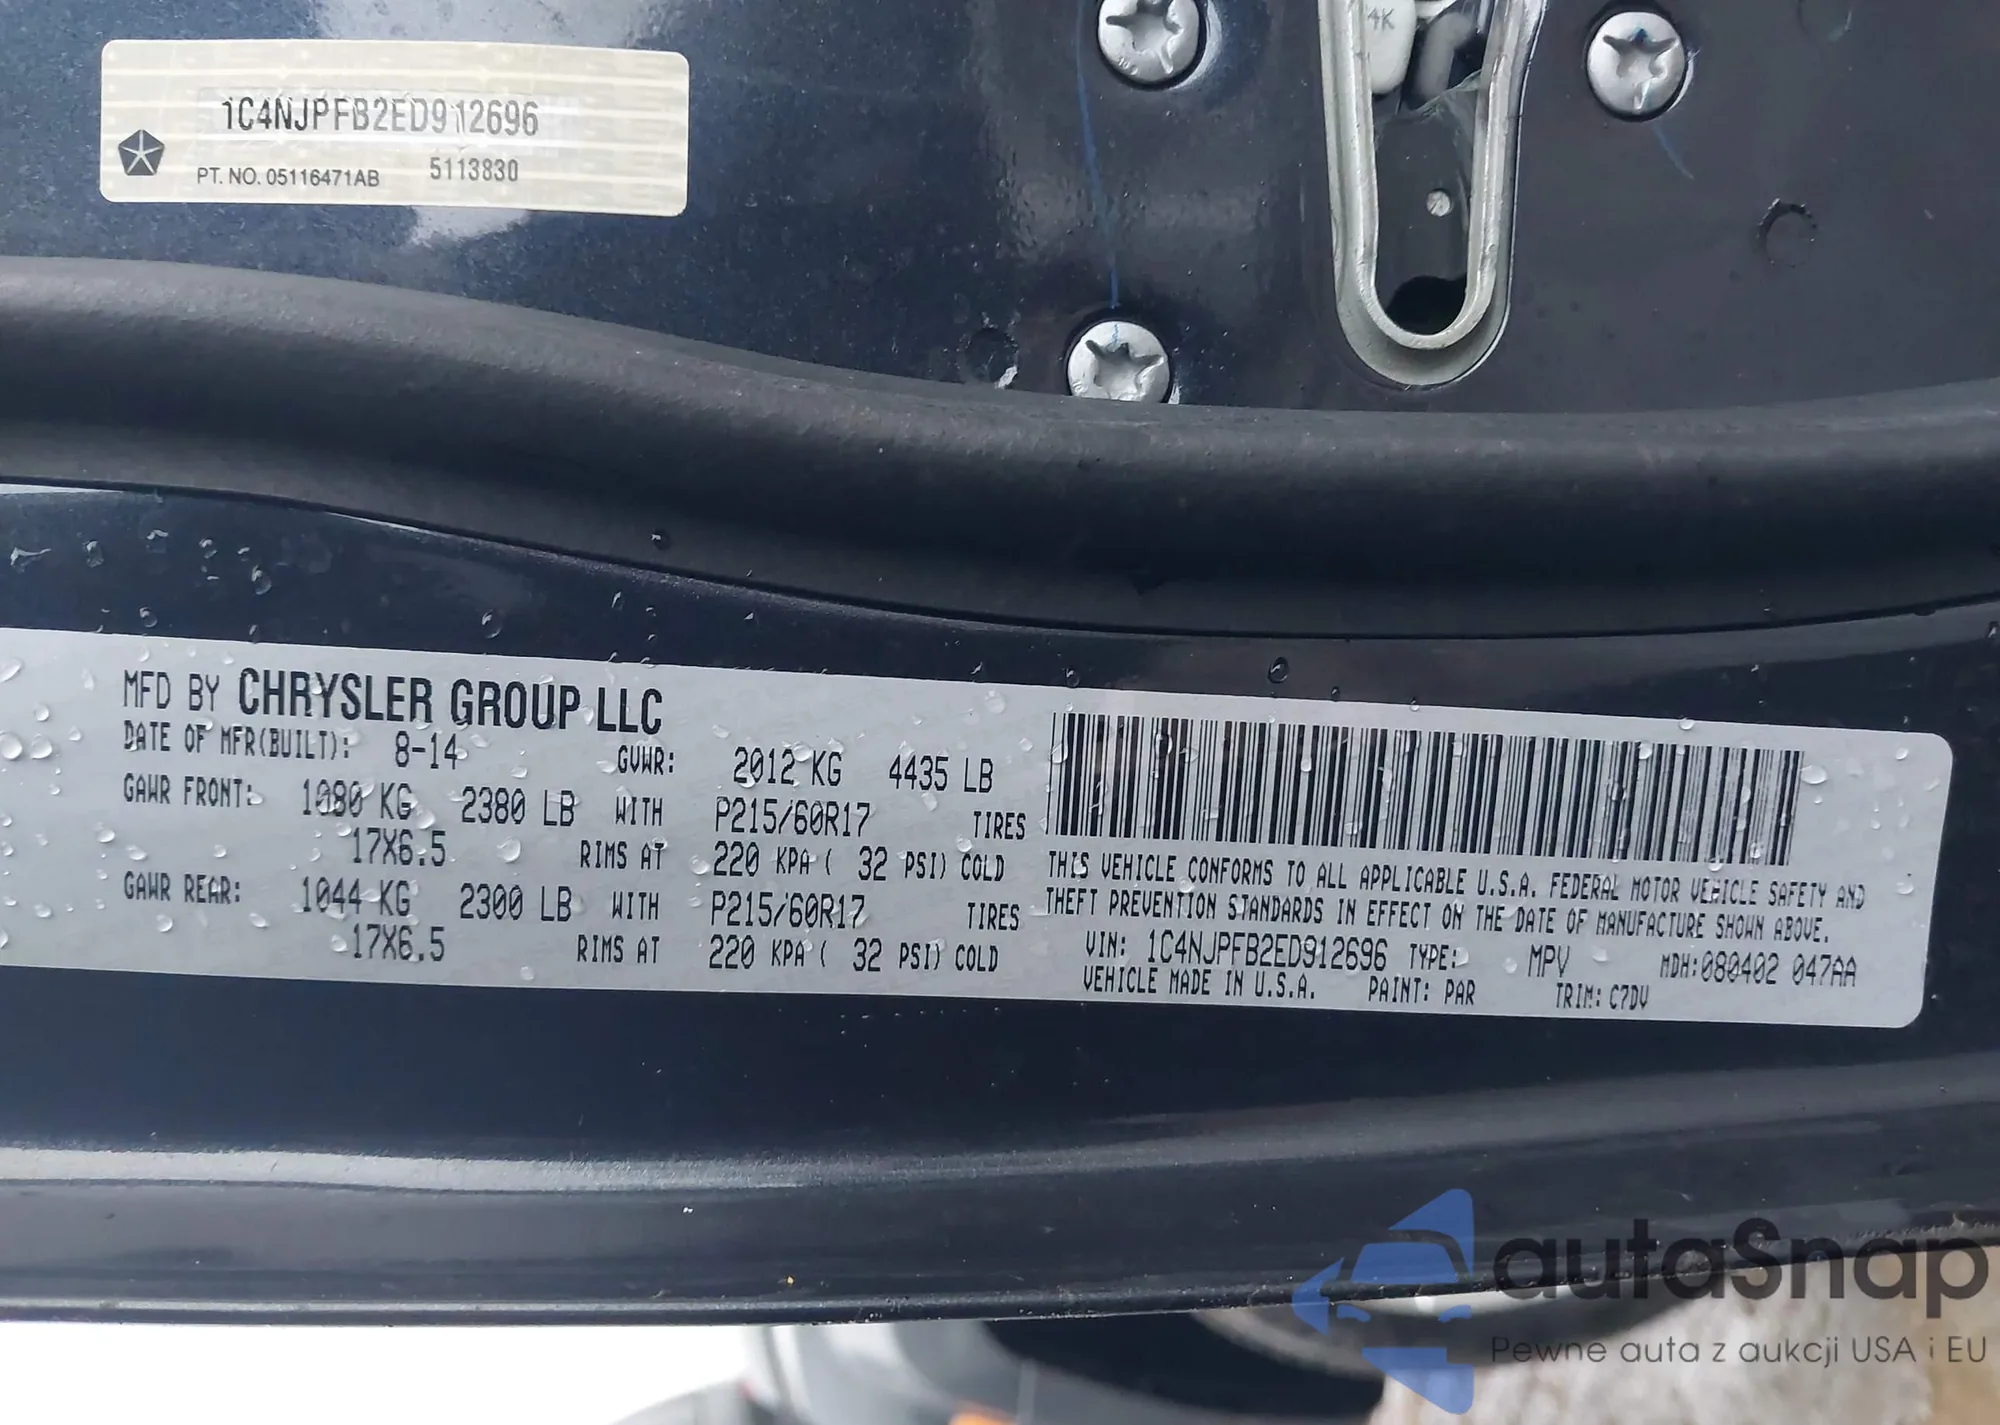 4K
1C4NJPFB2ED912696
PT. NO. 05116471AB 5113830
MFD BY CHRYSLER GROUP LLC
DATE OF MFR(BUILT): 8-14 GVWR: 2012 KG 4435 LB
GAWR FRONT: 1080 KG 2380 LB WITH P215/60R17 TIRES
17X6.5 RIMS AT 220 KPA ( 32 PSI) COLD
GAWR REAR: 1044 KG 2300 LB WITH P215/60R17 TIRES
17X6.5 RIMS AT 220 KPA ( 32 PSI) COLD
THIS VEHICLE CONFORMS TO ALL APPLICABLE U.S.A. FEDERAL MOTOR VEHICLE SAFETY AND
THEFT PREVENTION STANDARDS IN EFFECT ON THE DATE OF MANUFACTURE SHOWN ABOVE.
VIN: 1C4NJPFB2ED912696 TYPE: MPV MDH:080402 047AA
VEHICLE MADE IN U.S.A. PAINT: PAR TRIM: C7DV
autaSnap
Pewne auta z aukcji USA i EU